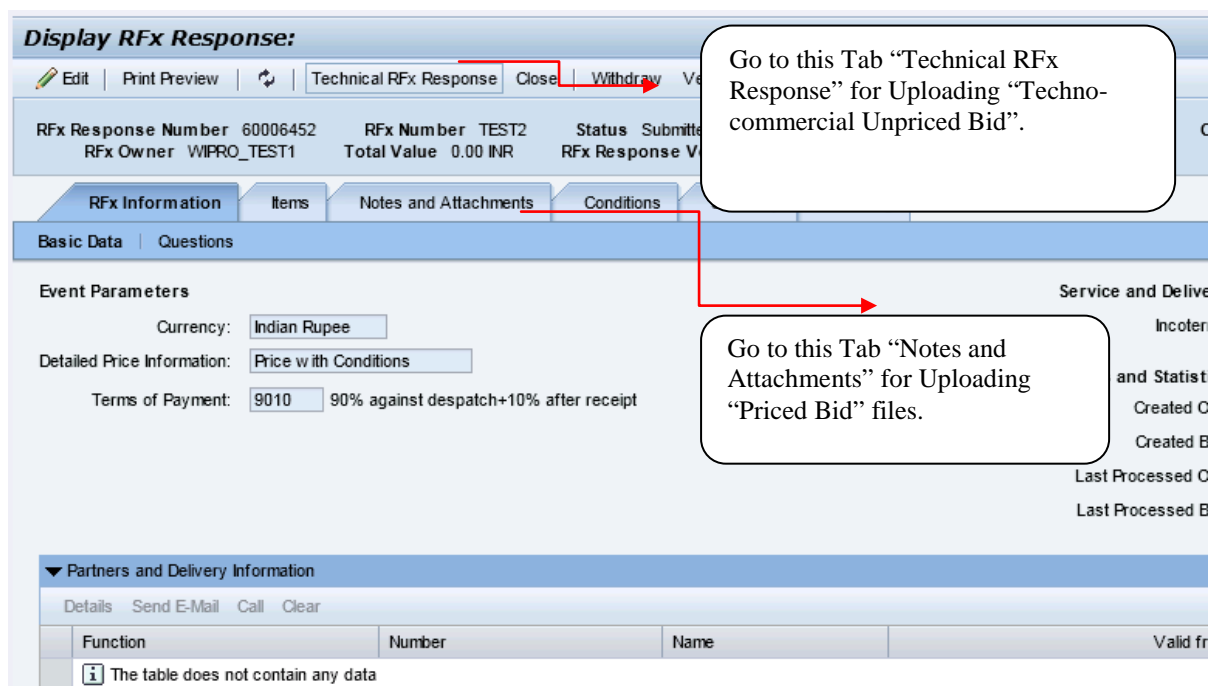 Display RFx Response:
Edit | Print Preview | Technical RFx Response Close | Withdraw
RFx Response Number 60006452 RFx Number TEST2 Status
RFx Owner WIPRO_TEST1 Total Value 0.00 INR RFx Response
Go to this Tab “Technical RFx
Response” for Uploading “Techno-
commercial Unpriced Bid”.
RFx Information Items Notes and Attachments Conditions
Basic Data | Questions
Event Parameters
Service and
Currency: Indian Rupee
Detailed Price Information: Price with Conditions
Terms of Payment: 9010 90% against despatch+10% after receipt
Go to this Tab “Notes and
Attachments” for Uploading
“Priced Bid” files.
and
Created
Created
Last Processed
Last Processed
Partners and Delivery Information
Details Send E-Mail Call Clear
Function Number Name Valid
The table does not contain any data